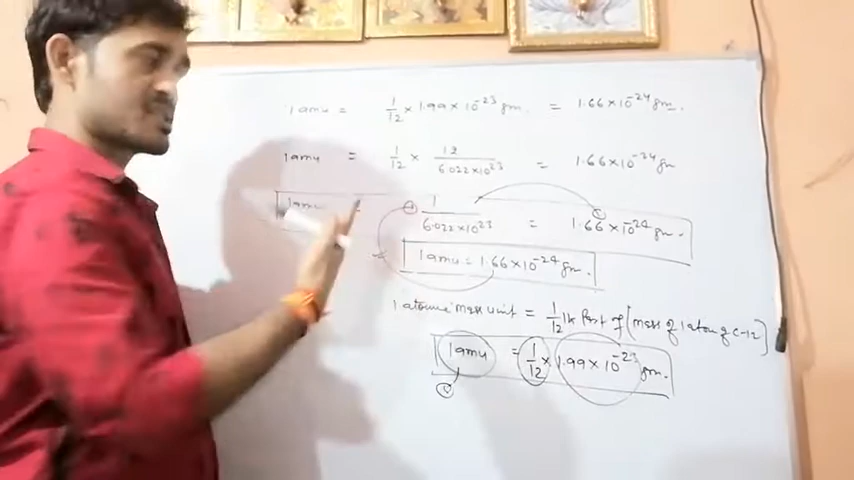 1 amu = 1/12 × 1.99 × 10⁻²³ gm. = 1.66×10⁻²⁴ gm.
1 amu = 1/12 × 12/6.022×10²³ = 1.66×10⁻²⁴ gm
1 amu = ① 1/6.022×10²³ = 1.66×10⁻²⁴ gm.
1 amu = 1.66×10⁻²⁴ gm.
1 atomic mass unit = 1/12 th Part of [mass of 1 atom of C-12]
1 amu = 1/12 × 1.99×10⁻²³ gm.